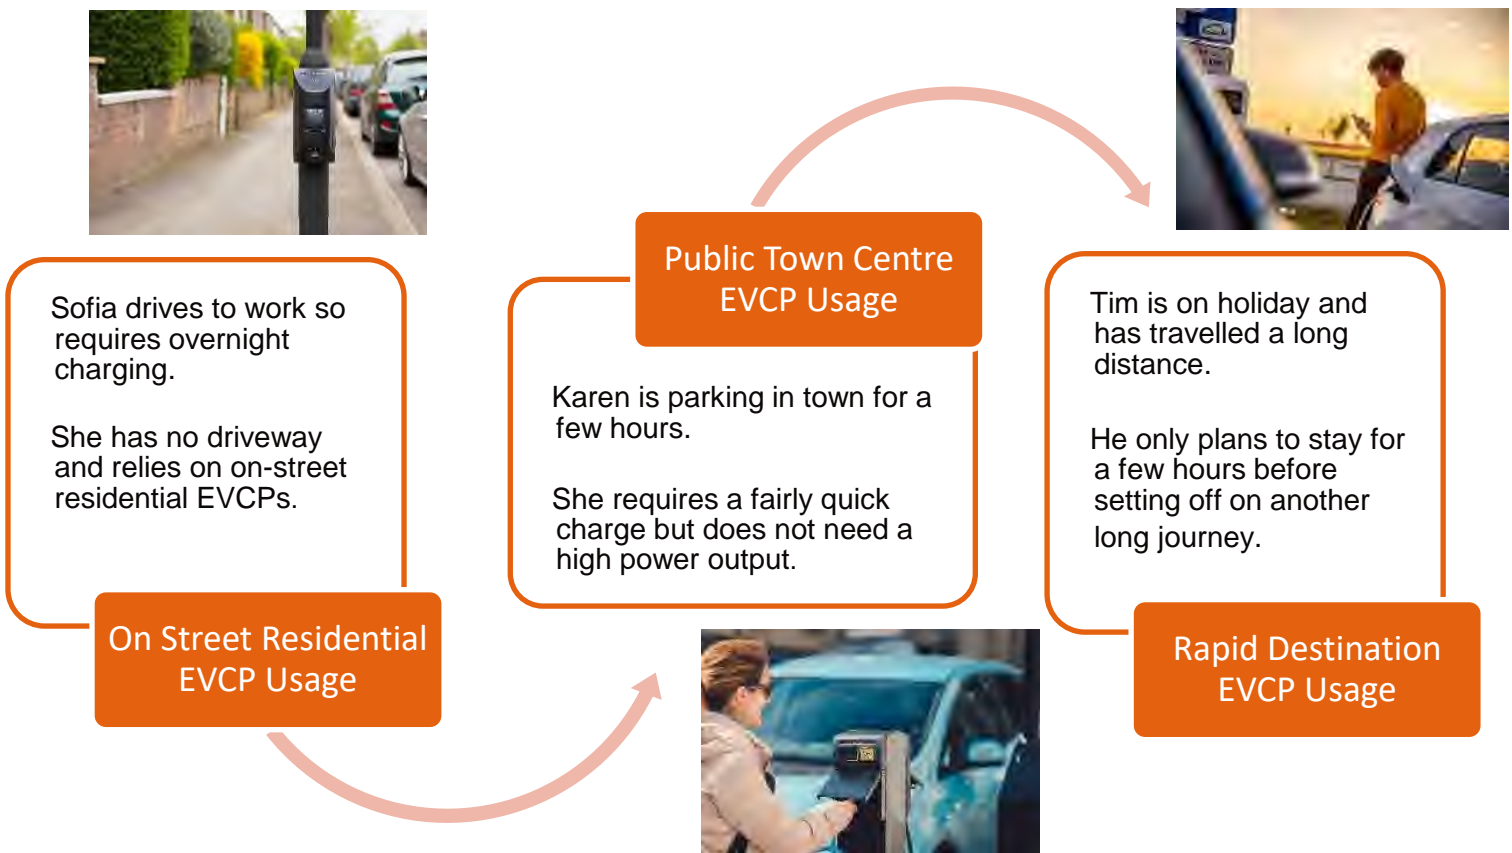 Sofia drives to work so
requires overnight
charging.
She has no driveway
and relies on on-street
residential EVCPs.
On Street Residential
EVCP Usage
Public Town Centre
EVCP Usage
Karen is parking in town for a
few hours.
She requires a fairly quick
charge but does not need a
high power output.
Tim is on holiday and
has travelled a long
distance.
He only plans to stay for
a few hours before
setting off on another
long journey.
Rapid Destination
EVCP Usage